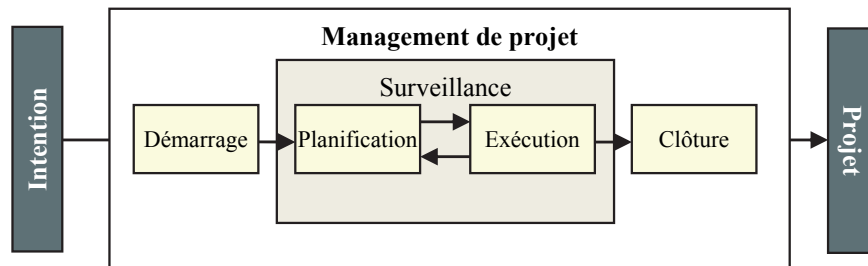 Management de projet
Surveillance
Intention
Démarrage
Planification
Exécution
Clôture
Projet